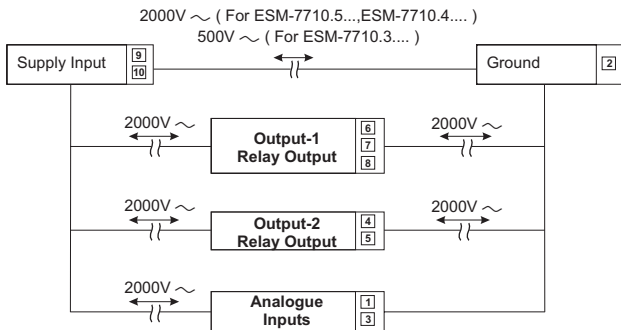 2000V ~ ( For ESM-7710.5...,ESM-7710.4.... )
500V ~ ( For ESM-7710.3.... )
Supply Input 9 10
Ground 2
2000V ~
Output-1
Relay Output
6
7
8
2000V ~
2000V ~
Output-2
Relay Output
4
5
2000V ~
2000V ~
Analogue
Inputs
1
3